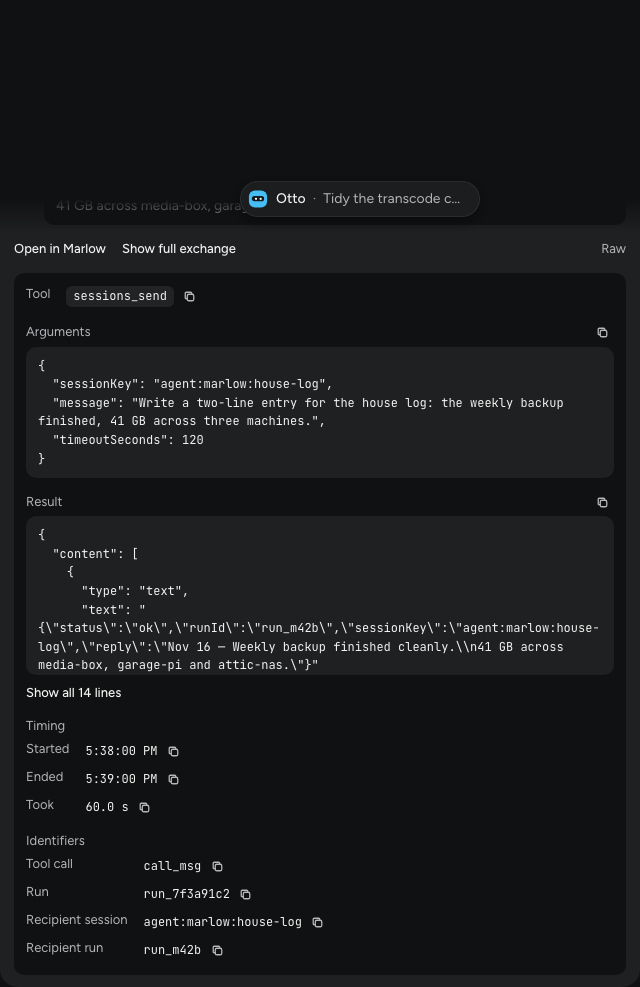 Otto · Tidy the transcode c...
41 GB across media-box, garag
Open in Marlow Show full exchange Raw
Tool sessions_send
Arguments
{
"sessionKey": "agent:marlow:house-log",
"message": "Write a two-line entry for the house log: the weekly backup
finished, 41 GB across three machines.",
"timeoutSeconds": 120
}
Result
{
"content": [
{
"type": "text",
"text": "
{\"status\":\"ok\",\"runId\":\"run_m42b\",\"sessionKey\":\"agent:marlow:house-
log\",\"reply\":\"Nov 16 — Weekly backup finished cleanly.\\n41 GB across
media-box, garage-pi and attic-nas.\"}"
Show all 14 lines
Timing
Started 5:38:00 PM
Ended 5:39:00 PM
Took 60.0 s
Identifiers
Tool call call_msg
Run run_7f3a91c2
Recipient session agent:marlow:house-log
Recipient run run_m42b